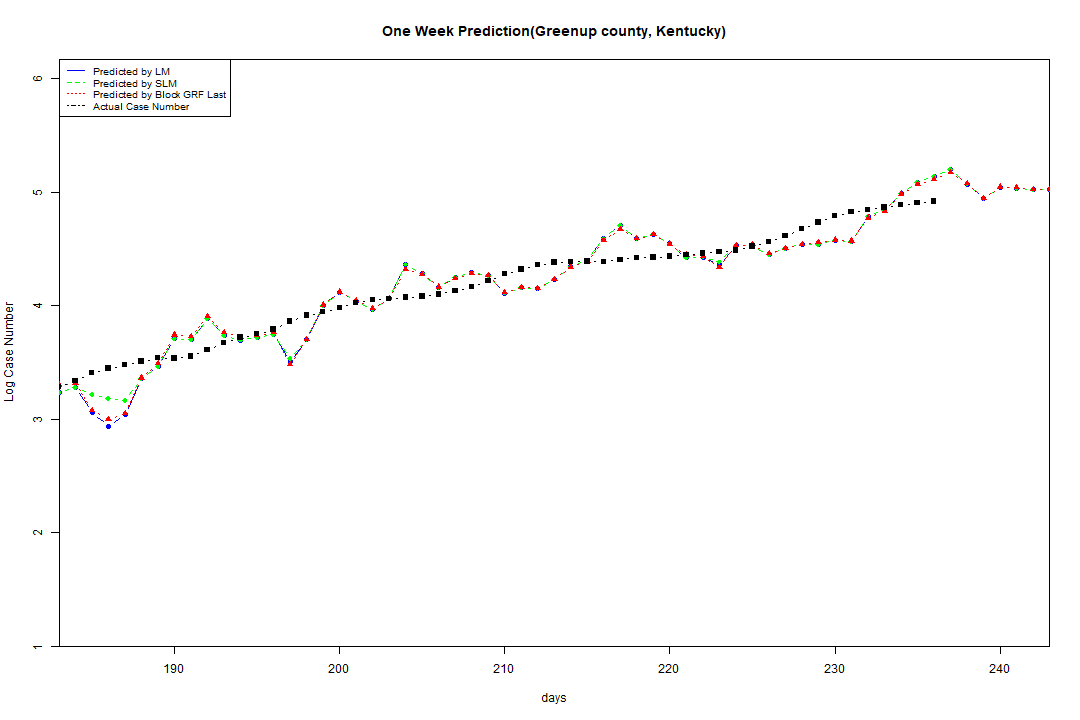 One Week Prediction(Greenup county, Kentucky)
Predicted by LM
Predicted by SLM
Predicted by Block GRF Last
Actual Case Number
6
5
4
3
2
1
Log Case Number
190
200
210
220
230
240
days